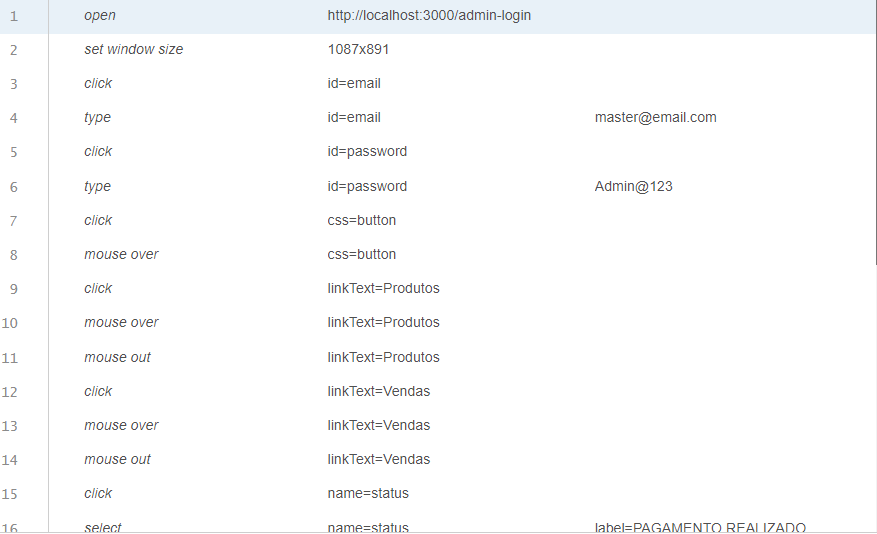 1 open http://localhost:3000/admin-login
2 set window size 1087x891
3 click id=email
4 type id=email master@email.com
5 click id=password
6 type id=password Admin@123
7 click css=button
8 mouse over css=button
9 click linkText=Produtos
10 mouse over linkText=Produtos
11 mouse out linkText=Produtos
12 click linkText=Vendas
13 mouse over linkText=Vendas
14 mouse out linkText=Vendas
15 click name=status
16 select name=status label=PAGAMENTO REALIZADO